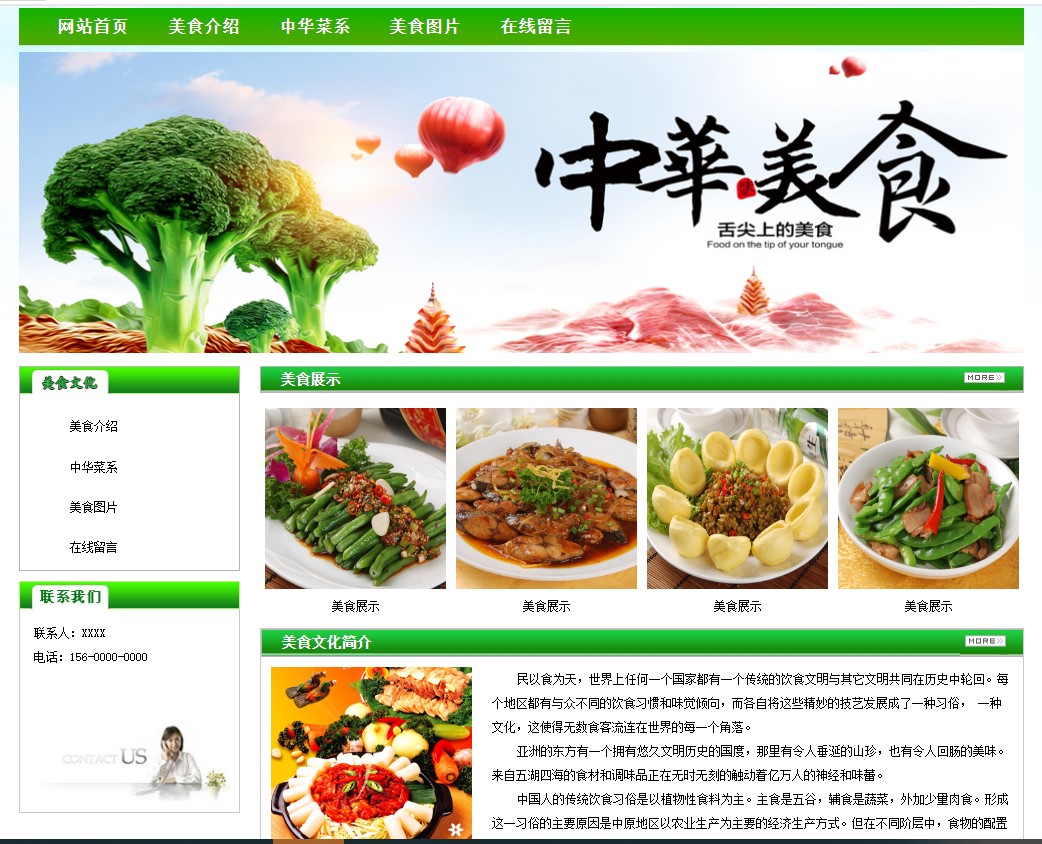 网站首页 美食介绍 中华菜系 美食图片 在线留言
中華美食
舌尖上的美食
Food on the tip of your tongue
美食文化
美食介绍
中华菜系
美食图片
在线留言
联系我们
联系人：XXXX
电话：156-0000-0000
CONTACT US
美食展示 MORE»
美食展示 美食展示 美食展示 美食展示
美食文化简介 MORE»
民以食为天，世界上任何一个国家都有一个传统的饮食文明与其它文明共同在历史中轮回。每
个地区都有与众不同的饮食习惯和味觉倾向，而各自将这些精妙的技艺发展成了一种习俗， 一种
文化，这使得无数食客流连在世界的每一个角落。
亚洲的东方有一个拥有悠久文明历史的国度，那里有令人垂涎的山珍，也有令人回肠的美味。
来自五湖四海的食材和调味品正在无时无刻的触动着亿万人的神经和味蕾。
中国人的传统饮食习俗是以植物性食料为主。主食是五谷，辅食是蔬菜，外加少量肉食。形成
这一习俗的主要原因是中原地区以农业生产为主要的经济生产方式。但在不同阶层中，食物的配置